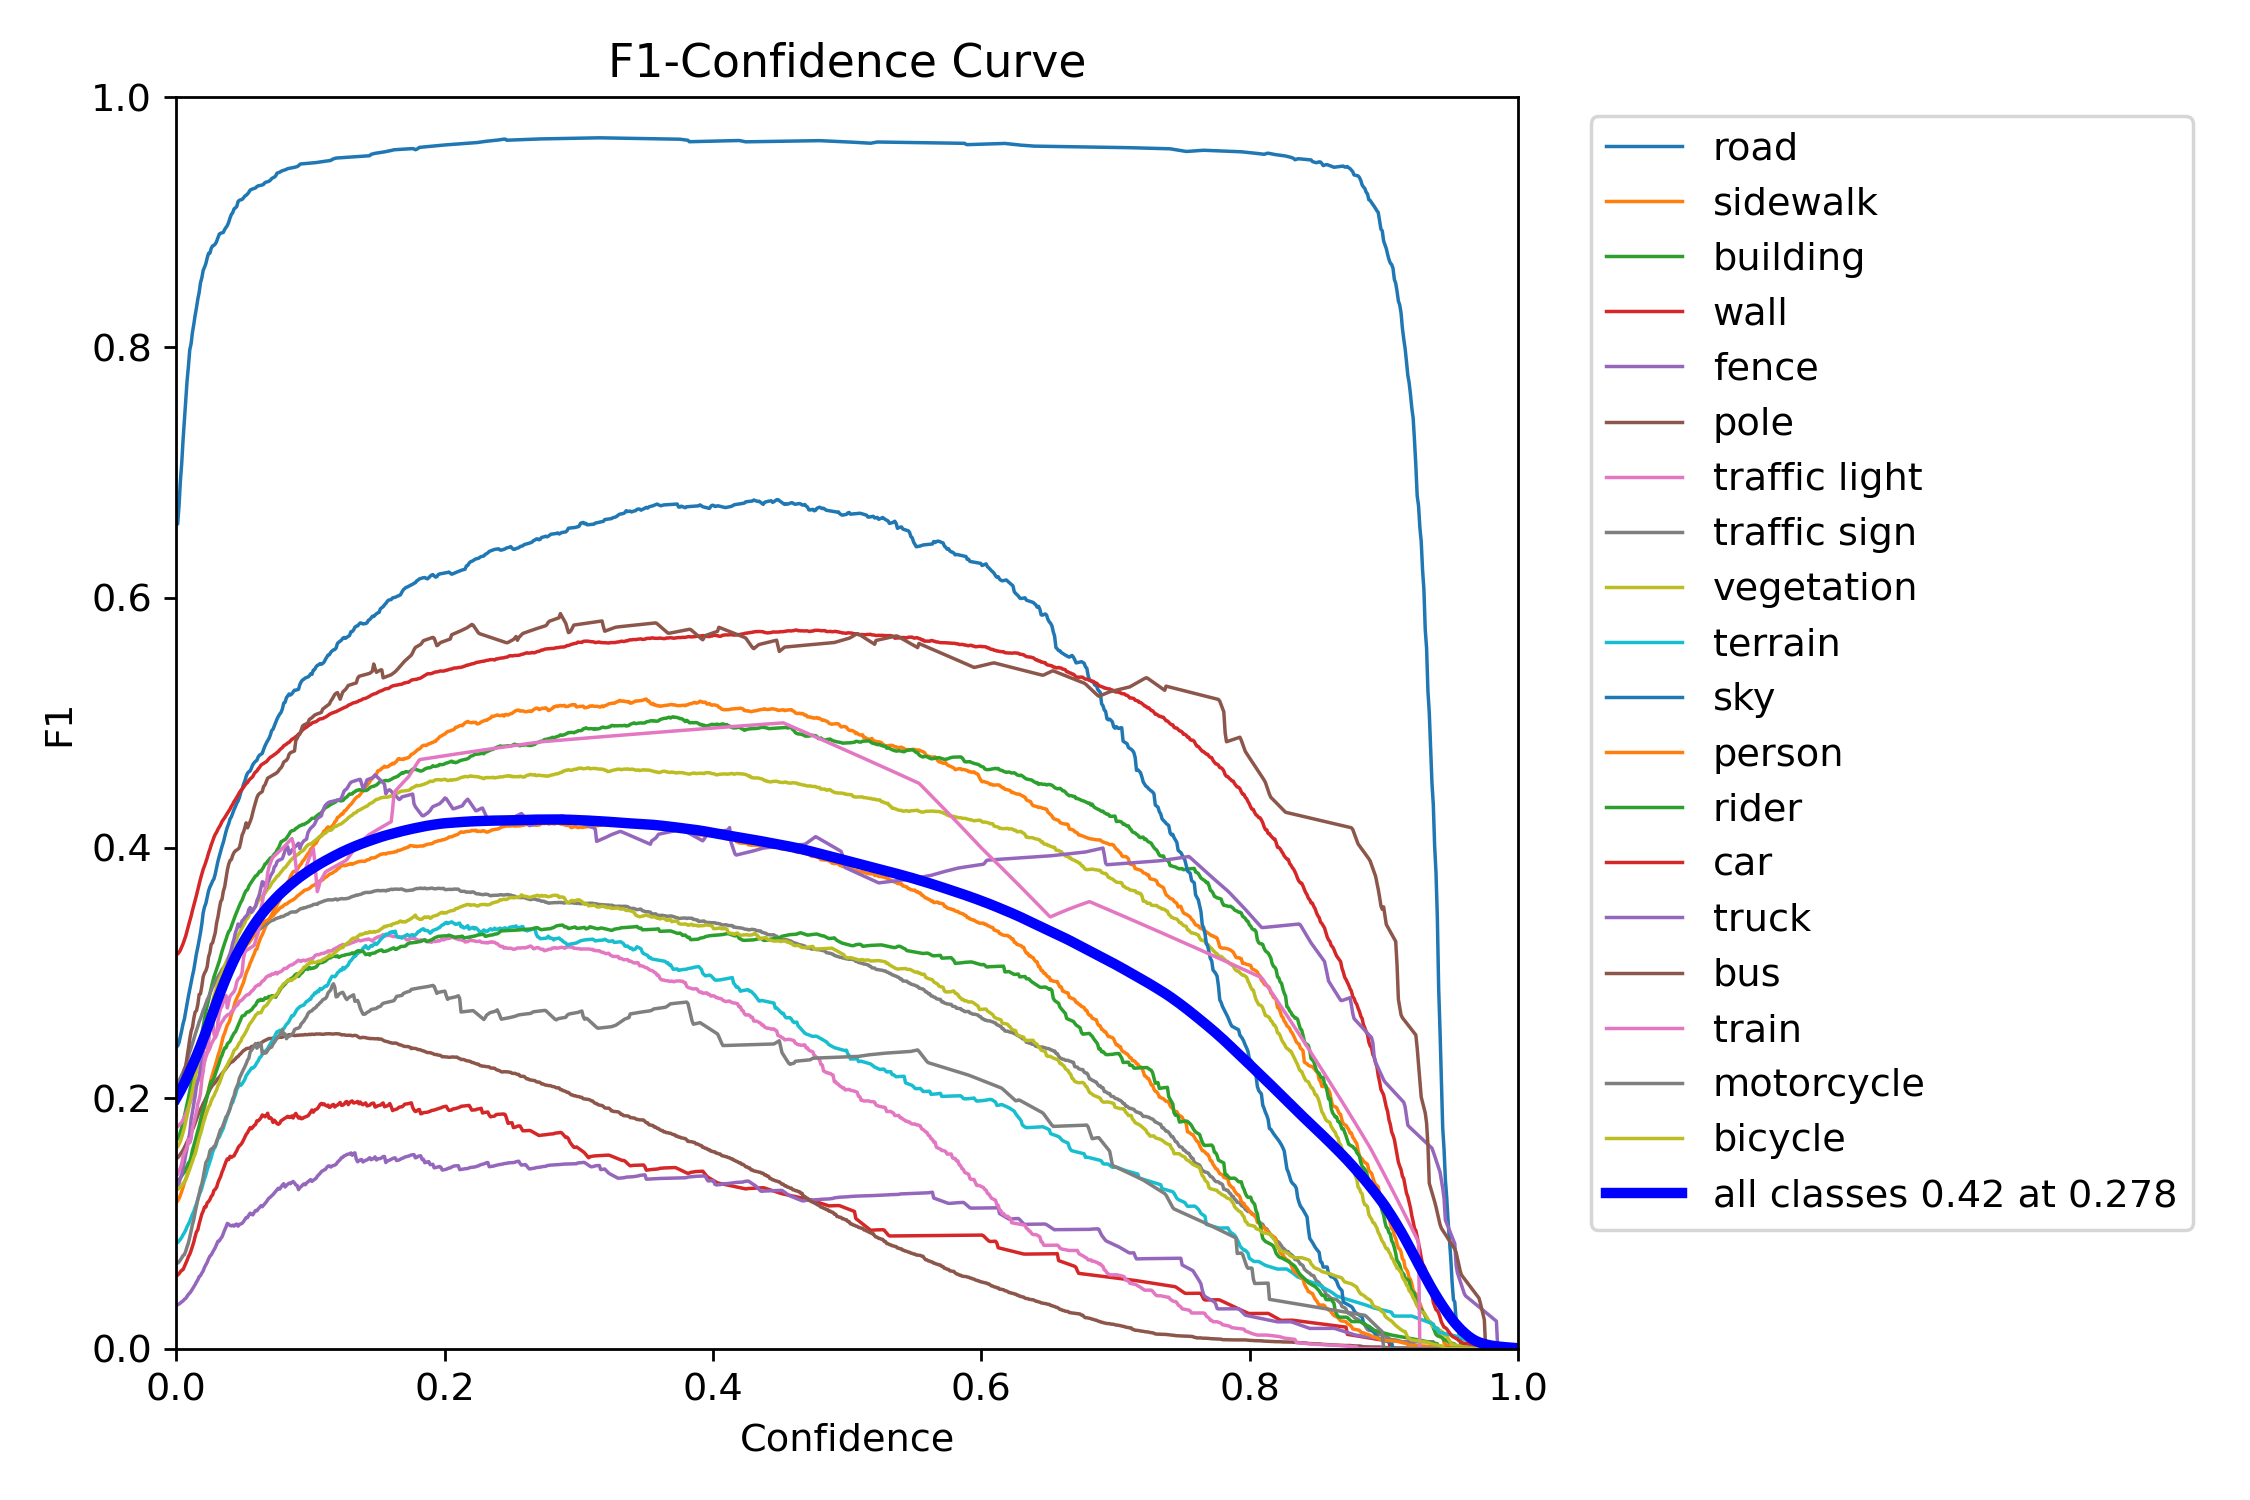 F1-Confidence Curve
1.0
0.8
0.6
0.4
0.2
0.0
F1
0.0 0.2 0.4 0.6 0.8 1.0
Confidence
road
sidewalk
building
wall
fence
pole
traffic light
traffic sign
vegetation
terrain
sky
person
rider
car
truck
bus
train
motorcycle
bicycle
all classes 0.42 at 0.278